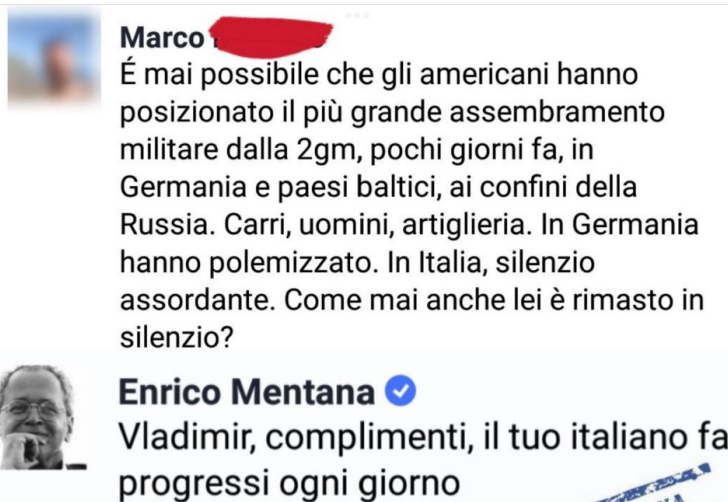 Marco
É mai possibile che gli americani hanno
posizionato il più grande assembramento
militare dalla 2gm, pochi giorni fa, in
Germania e paesi baltici, ai confini della
Russia. Carri, uomini, artiglieria. In Germania
hanno polemizzato. In Italia, silenzio
assordante. Come mai anche lei è rimasto in
silenzio?
Enrico Mentana
Vladimir, complimenti, il tuo italiano fa
progressi ogni giorno